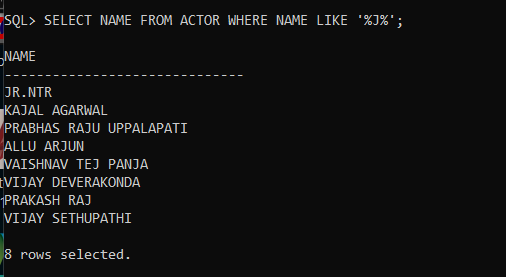 SQL> SELECT NAME FROM ACTOR WHERE NAME LIKE '%J%';
NAME
------------------------------
JR.NTR
KAJAL AGARWAL
PRABHAS RAJU UPPALAPATI
ALLU ARJUN
VAISHNAV TEJ PANJA
VIJAY DEVERAKONDA
PRAKASH RAJ
VIJAY SETHUPATHI
8 rows selected.